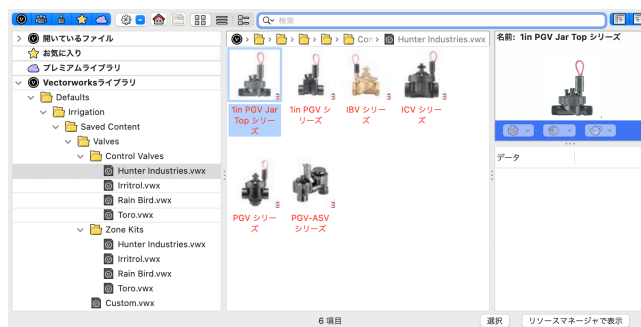 検索
開いているファイル
お気に入り
プレミアムライブラリ
Vectorworksライブラリ
Defaults
Irrigation
Saved Content
Valves
Control Valves
Hunter Industries.vwx
Irritrol.vwx
Rain Bird.vwx
Toro.vwx
Zone Kits
Hunter Industries.vwx
Irritrol.vwx
Rain Bird.vwx
Toro.vwx
Custom.vwx
Hunter Industries.vwx
1in PGV Jar
Top シリー
ズ
1in PGV シ
リーズ
IBV シリー
ズ
ICV シリー
ズ
PGV シリー
ズ
PGV-ASV
シリーズ
6 項目
名前: 1in PGV Jar Top シリーズ
データ
選択
リソースマネージャで表示